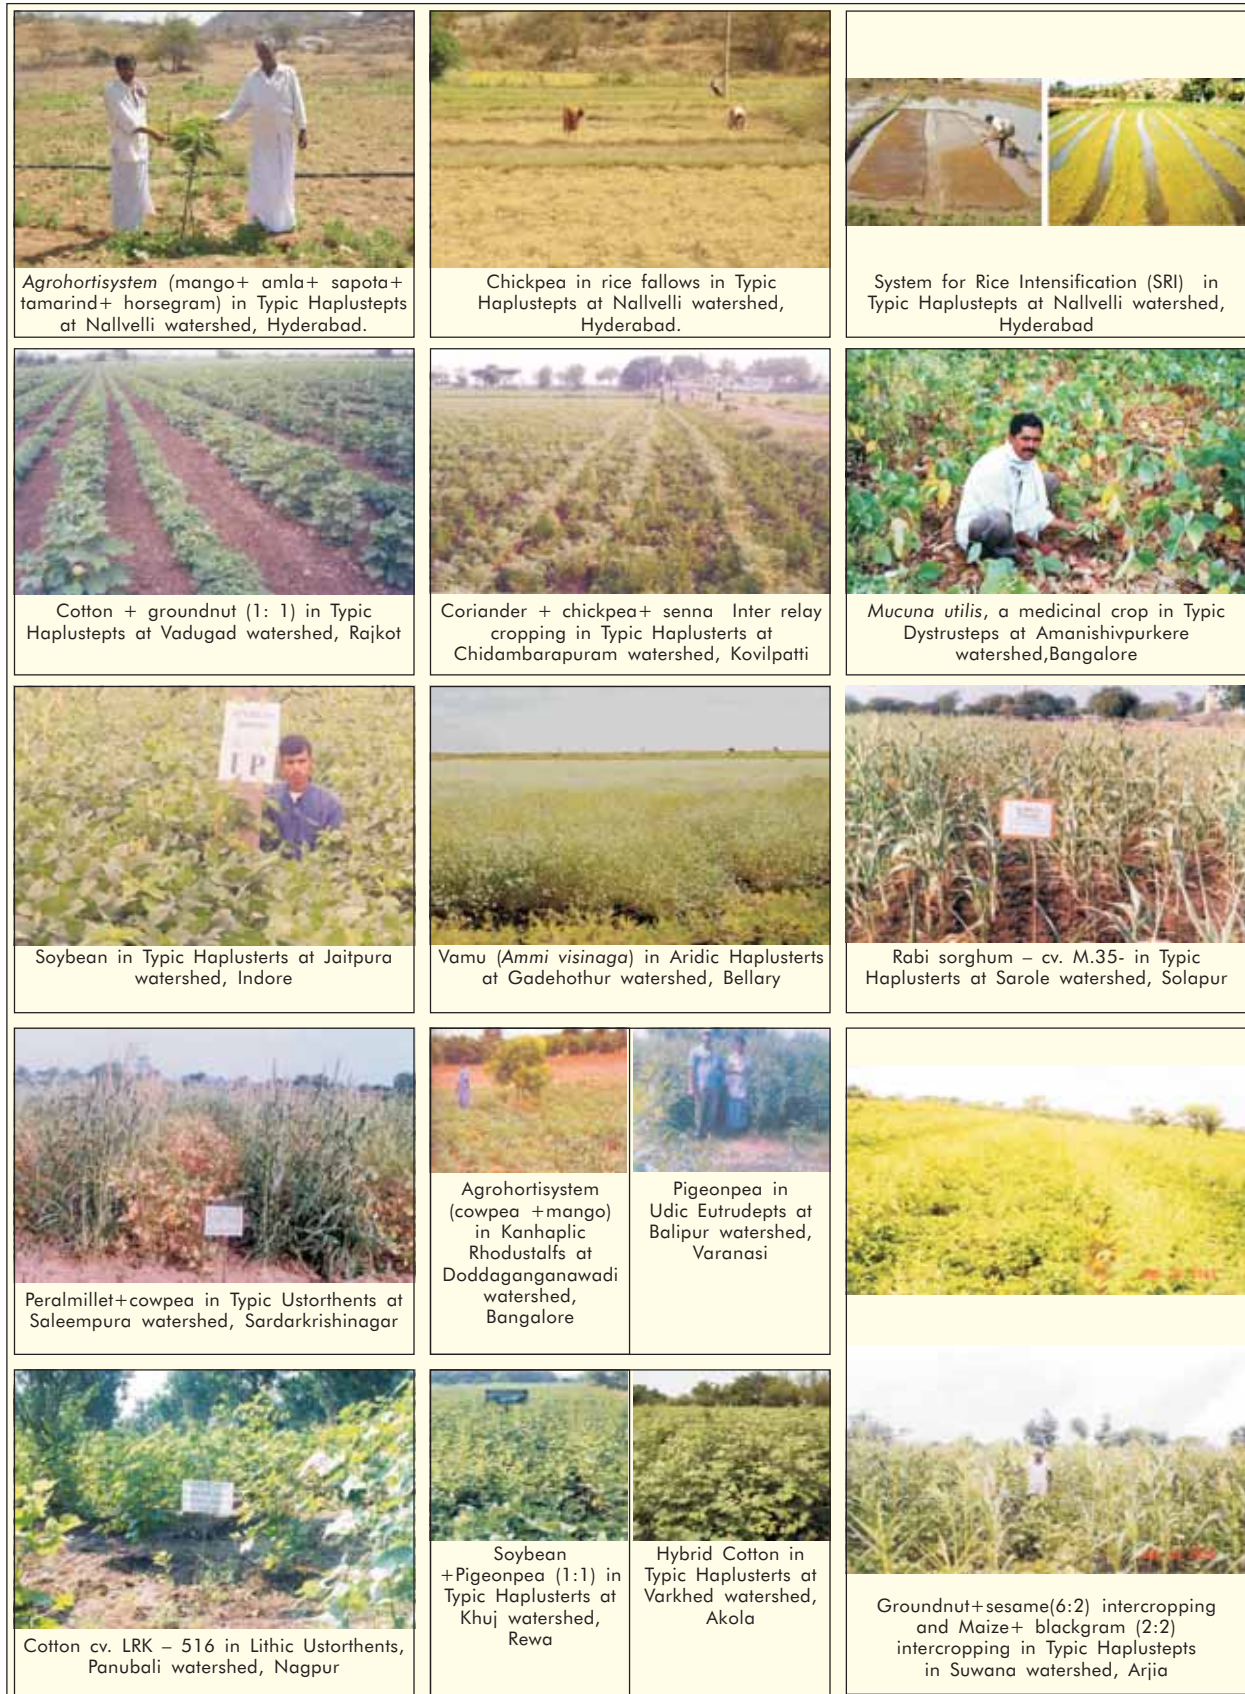 Agrohortisystem (mango+ amla+ sapota+
tamarind+ horsegram) in Typic Haplustepts
at Nallvelli watershed, Hyderabad.
Chickpea in rice fallows in Typic
Haplustepts at Nallvelli watershed,
Hyderabad.
System for Rice Intensification (SRI) in
Typic Haplustepts at Nallvelli watershed,
Hyderabad
Cotton + groundnut (1: 1) in Typic
Haplustepts at Vadugad watershed, Rajkot
Coriander + chickpea+ senna Inter relay
cropping in Typic Haplusterts at
Chidambarapuram watershed, Kovilpatti
Mucuna utilis, a medicinal crop in Typic
Dystrusteps at Amanishivpurkere
watershed,Bangalore
I P
Soybean in Typic Haplusterts at Jaitpura
watershed, Indore
Vamu (Ammi visinaga) in Aridic Haplusterts
at Gadehothur watershed, Bellary
Rabi sorghum – cv. M.35- in Typic
Haplusterts at Sarole watershed, Solapur
Peralmillet+cowpea in Typic Ustorthents at
Saleempura watershed, Sardarkrishinagar
Agrohortisystem
(cowpea +mango)
in Kanhaplic
Rhodustalfs at
Doddaganganawadi
watershed,
Bangalore
Pigeonpea in
Udic Eutrudepts at
Balipur watershed,
Varanasi
Cotton cv. LRK – 516 in Lithic Ustorthents,
Panubali watershed, Nagpur
Soybean
+Pigeonpea (1:1) in
Typic Haplusterts at
Khuj watershed,
Rewa
Hybrid Cotton in
Typic Haplusterts at
Varkhed watershed,
Akola
Groundnut+sesame(6:2) intercropping
and Maize+ blackgram (2:2)
intercropping in Typic Haplustepts
in Suwana watershed, Arjia